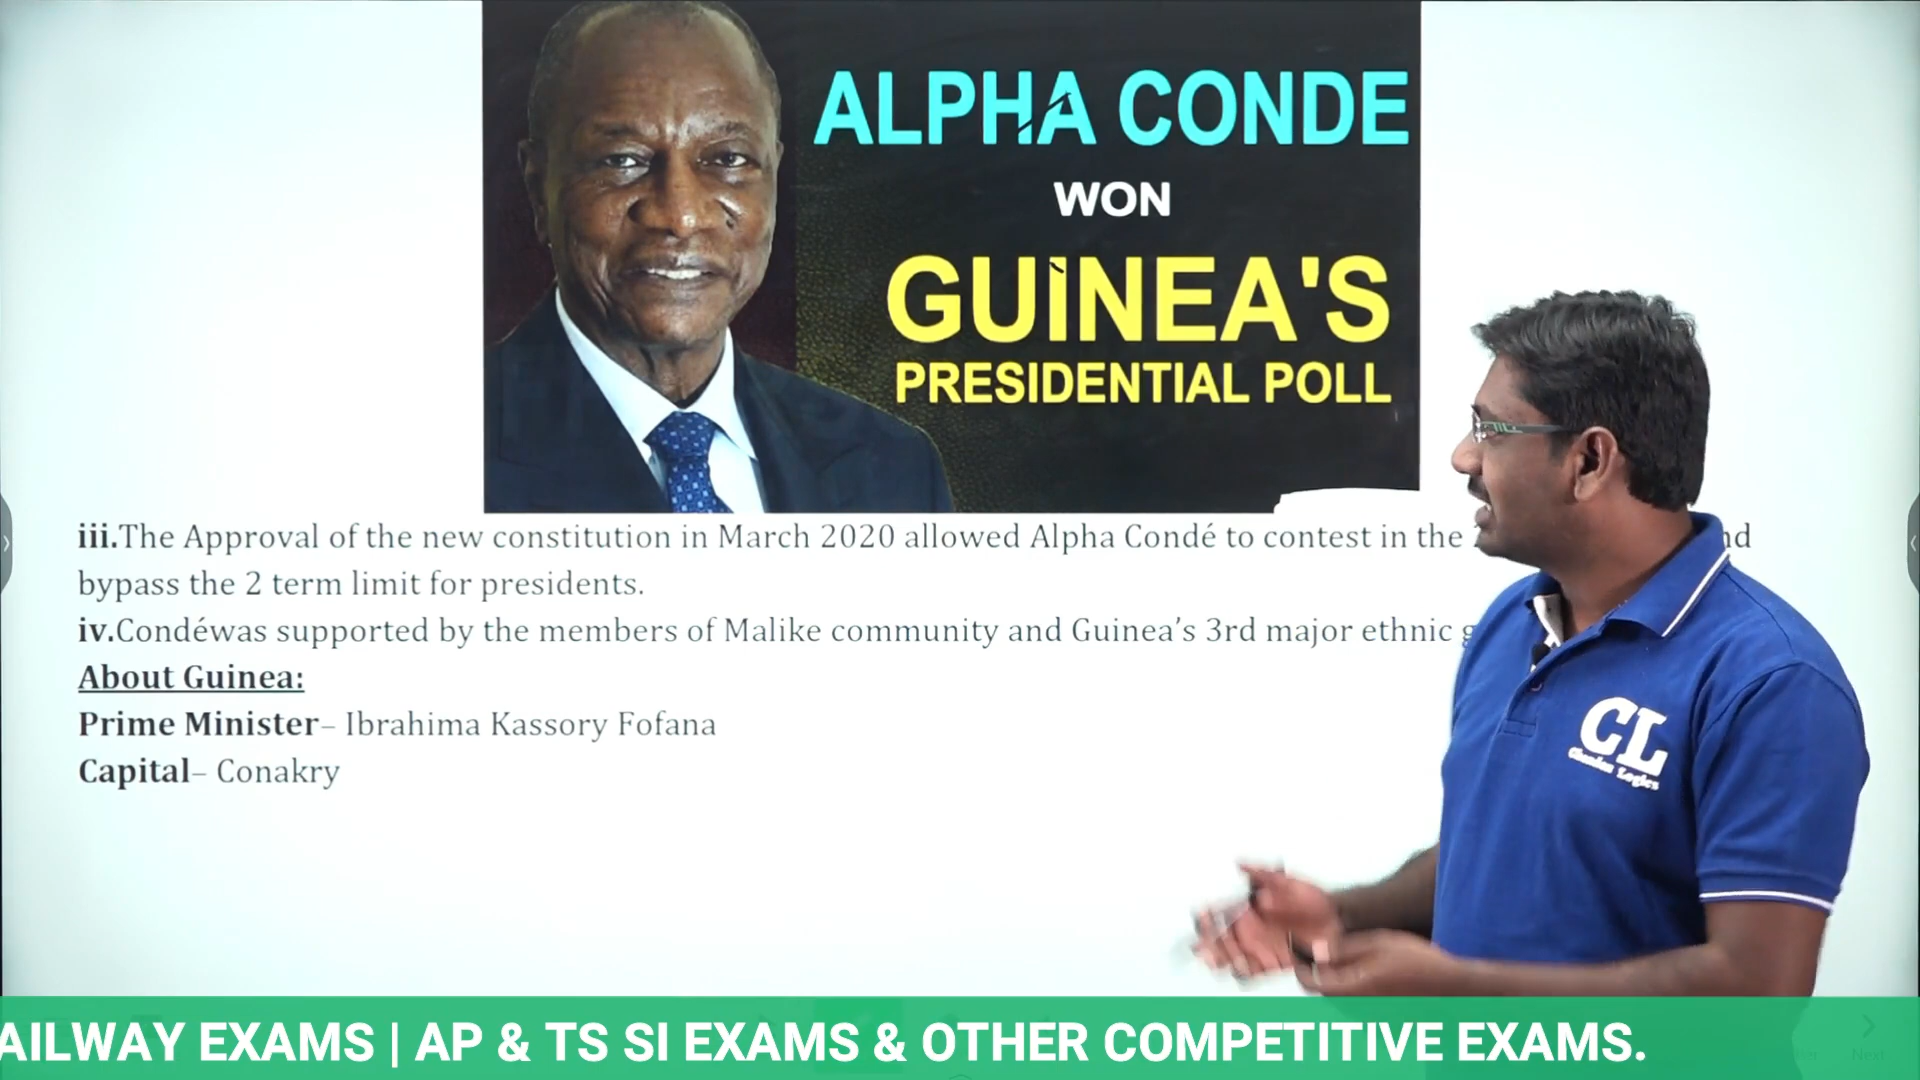 ALPHA CONDE
WON
GUINEA'S
PRESIDENTIAL POLL
iii.The Approval of the new constitution in March 2020 allowed Alpha Condé to contest in the
bypass the 2 term limit for presidents.
iv.Condéwas supported by the members of Malike community and Guinea’s 3rd major ethnic
About Guinea:
Prime Minister– Ibrahima Kassory Fofana
Capital– Conakry
CL
Chandan Logics
AILWAY EXAMS | AP & TS SI EXAMS & OTHER COMPETITIVE EXAMS.
Next